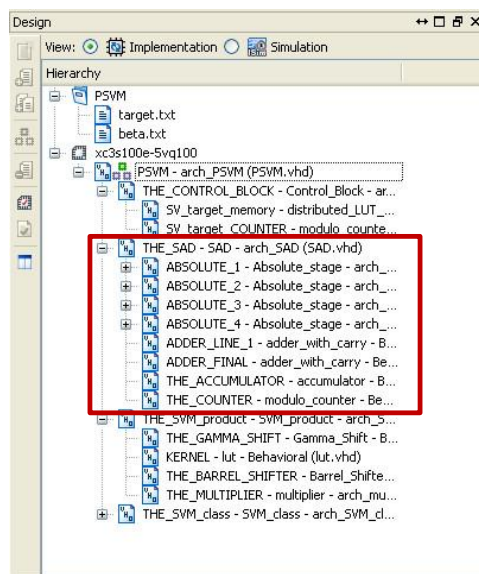 Design
View: Implementation Simulation
Hierarchy
PSVM
target.txt
beta.txt
xc3s100e-5vq100
PSVM - arch_PSVM (PSVM.vhd)
THE_CONTROL_BLOCK - Control_Block - ar...
SV_target_memory - distributed_LUT_...
SV_target_COUNTER - modulo_counte...
THE_SAD - SAD - arch_SAD (SAD.vhd)
ABSOLUTE_1 - Absolute_stage - arch_...
ABSOLUTE_2 - Absolute_stage - arch_...
ABSOLUTE_3 - Absolute_stage - arch_...
ABSOLUTE_4 - Absolute_stage - arch_...
ADDER_LINE_1 - adder_with_carry - B...
ADDER_FINAL - adder_with_carry - Be...
THE_ACCUMULATOR - accumulator - B...
THE_COUNTER - modulo_counter - Be...
THE_SVM_product - SVM_product - arch_S...
THE_GAMMA_SHIFT - Gamma_Shift - B...
KERNEL - lut - Behavioral (lut.vhd)
THE_BARREL_SHIFTER - Barrel_Shifte...
THE_MULTIPLIER - multiplier - arch_mu...
THE_SVM_class - SVM_class - arch_SVM_cl...